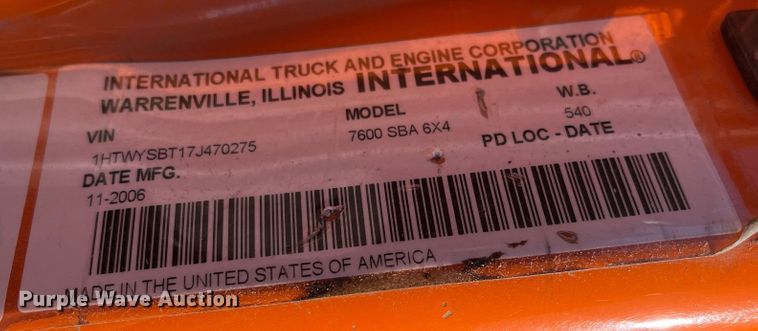 INTERNATIONAL TRUCK AND ENGINE CORPORATION
WARRENVILLE, ILLINOIS INTERNATIONAL®
VIN MODEL W.B.
1HTWYSBT17J470275 7600 SBA 6X4 540
DATE MFG. PD LOC - DATE
11-2006
MADE IN THE UNITED STATES OF AMERICA
Purple Wave Auction